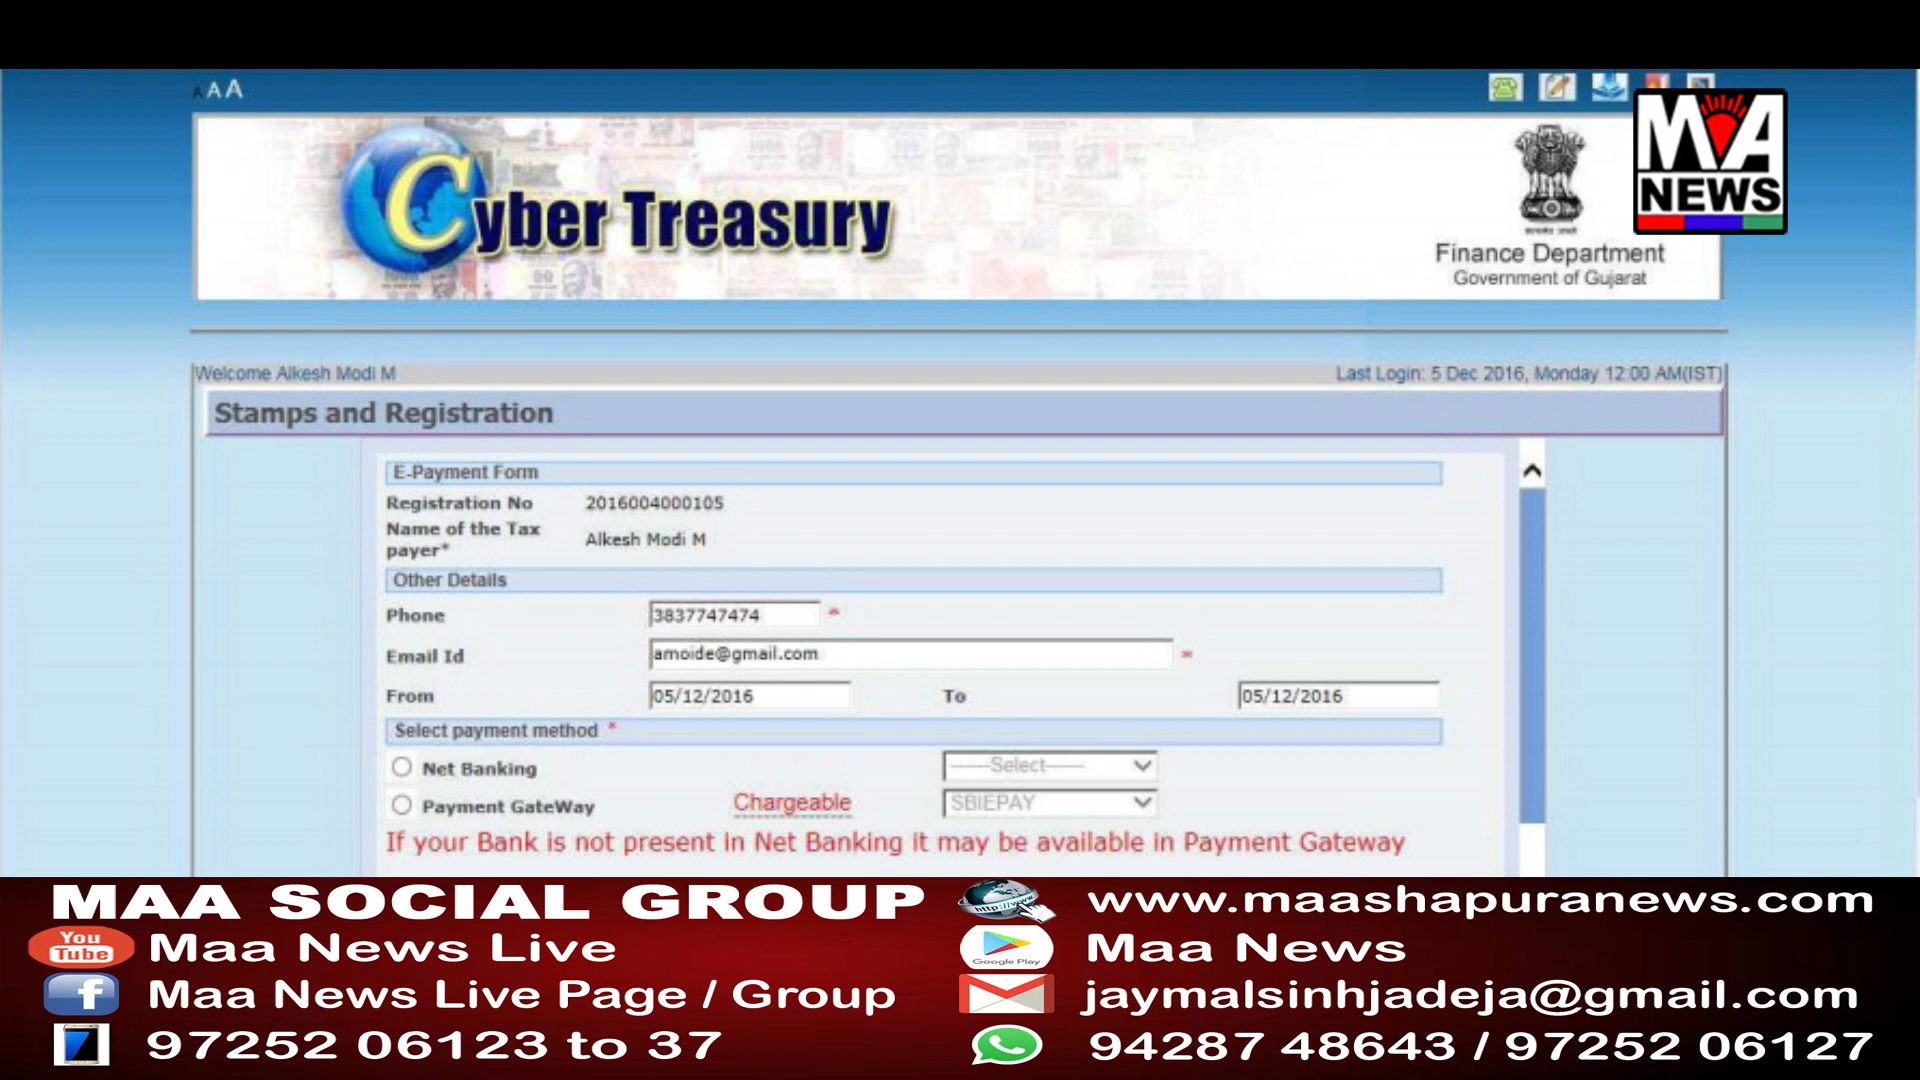 A A A
Cyber Treasury
MAA NEWS
Finance Department
Government of Gujarat
Welcome Alkesh Modi M
Last Login: 5 Dec 2016, Monday 12:00 AM(IST)
Stamps and Registration
E-Payment Form
Registration No 2016004000105
Name of the Tax payer* Alkesh Modi M
Other Details
Phone 3837747474 *
Email Id amoide@gmail.com *
From 05/12/2016 To 05/12/2016
Select payment method *
Net Banking ------Select------
Payment GateWay Chargeable SBIEPAY
If your Bank is not present in Net Banking it may be available in Payment Gateway
MAA SOCIAL GROUP
http://www. www.maashapuranews.com
You Tube Maa News Live
Google Play Maa News
f Maa News Live Page / Group
jaymalsinhjadeja@gmail.com
97252 06123 to 37
94287 48643 / 97252 06127